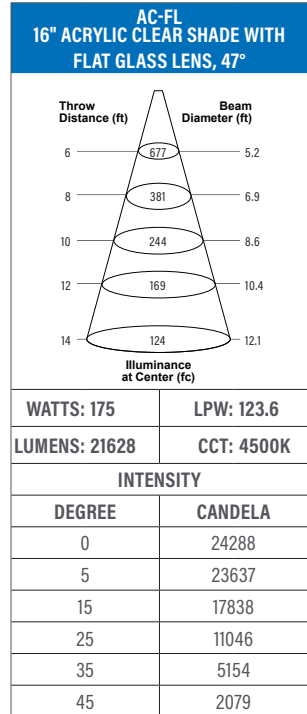 AC-FL
16" ACRYLIC CLEAR SHADE WITH
FLAT GLASS LENS, 47°
Throw Beam
Distance (ft) Diameter (ft)
6 677 5.2
8 381 6.9
10 244 8.6
12 169 10.4
14 124 12.1
Illuminance
at Center (fc)
WATTS: 175 LPW: 123.6
LUMENS: 21628 CCT: 4500K
INTENSITY
DEGREE CANDELA
0 24288
5 23637
15 17838
25 11046
35 5154
45 2079